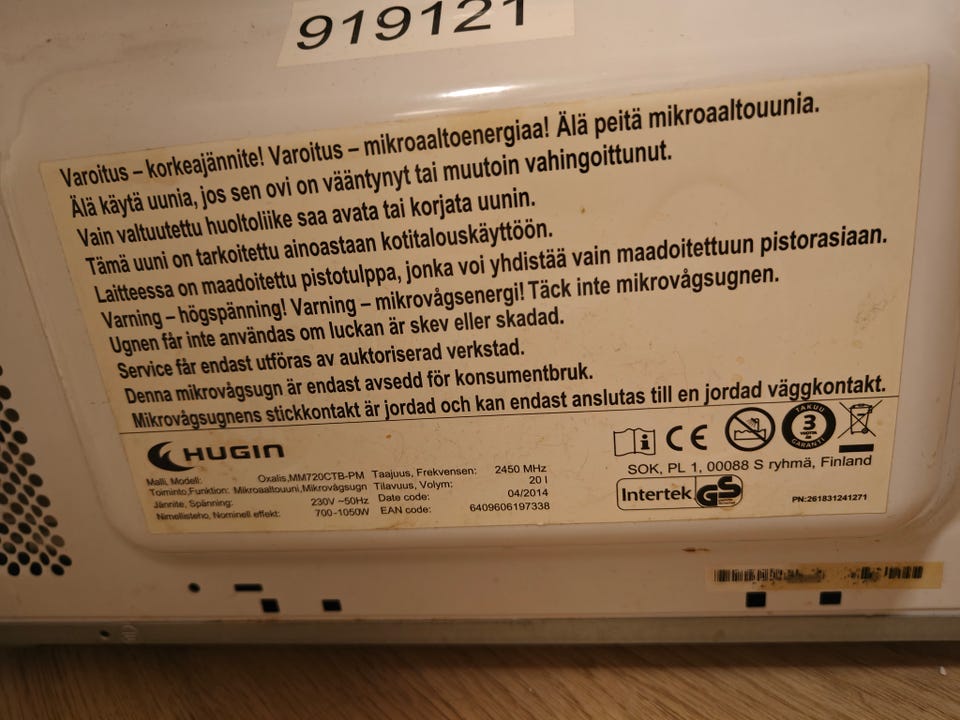 919121
Varoitus – korkeajännite! Varoitus – mikroaaltoenergiaa! Älä peitä mikroaaltouunia.
Älä käytä uunia, jos sen ovi on vääntynyt tai muutoin vahingoittunut.
Vain valtuutettu huoltoliike saa avata tai korjata uunin.
Tämä uuni on tarkoitettu ainoastaan kotitalouskäyttöön.
Laitteessa on maadoitettu pistotulppa, jonka voi yhdistää vain maadoitettuun pistorasiaan.
Varning – högspänning! Varning – mikrovågsenergi! Täck inte mikrovågsugnen.
Ugnen får inte användas om luckan är skev eller skadad.
Service får endast utföras av auktoriserad verkstad.
Denna mikrovågsugn är endast avsedd för konsumentbruk.
Mikrovågsugnens stickkontakt är jordad och kan endast anslutas till en jordad väggkontakt.
HUGIN
Malli, Modell: Oxalis,MM720CTB-PM Taajuus, Frekvensen: 2450 MHz
Toiminto,Funktion: Mikroaaltouuni,Mikrovågsugn Tilavuus, Volym: 20 l
Jännite, Spänning: 230V ~50Hz Date code: 04/2014
Nimellisteho, Nominell effekt: 700-1050W EAN code: 6409606197338
i CE TAKUU 3 VUOTTA ÅR GARANTI
SOK, PL 1, 00088 S ryhmä, Finland
Intertek GS
PN:261831241271